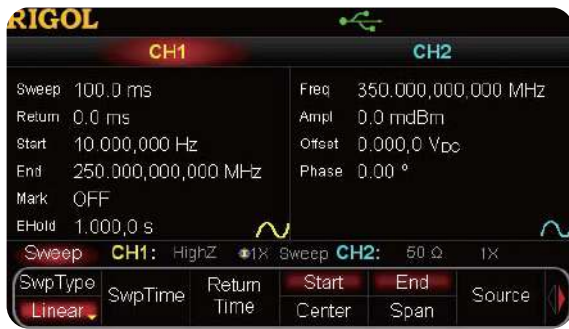 RIGOL
CH1 CH2
Sweep 100.0 ms
Return 0.0 ms
Start 10.000,000 Hz
End 250.000,000,000 MHz
Mark OFF
EHold 1.000,0 s
Freq 350.000,000,000 MHz
Ampl 0.0 mdBm
Offset 0.000,0 VDC
Phase 0.00 °
Sweep CH1: HighZ 1X Sweep CH2: 50 Ω 1X
SwpType SwpTime Return Time Start End Source
Linear Center Span